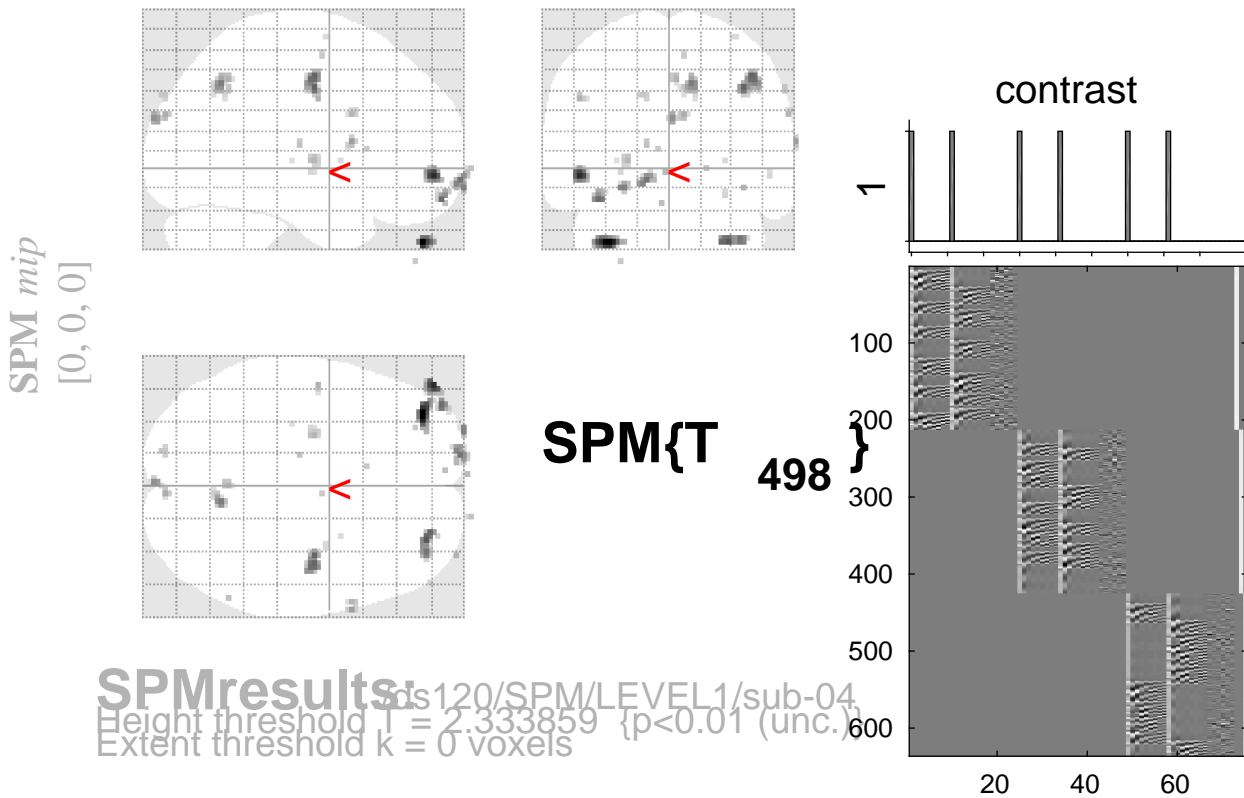 SPM mip
[0, 0, 0]
<
<
<
SPM{T498}
SPMresults: /ds120/SPM/LEVEL1/sub-04
Height threshold T = 2.333859 {p<0.01 (unc.)}
Extent threshold k = 0 voxels
contrast
1
100
200
300
400
500
600
20 40 60